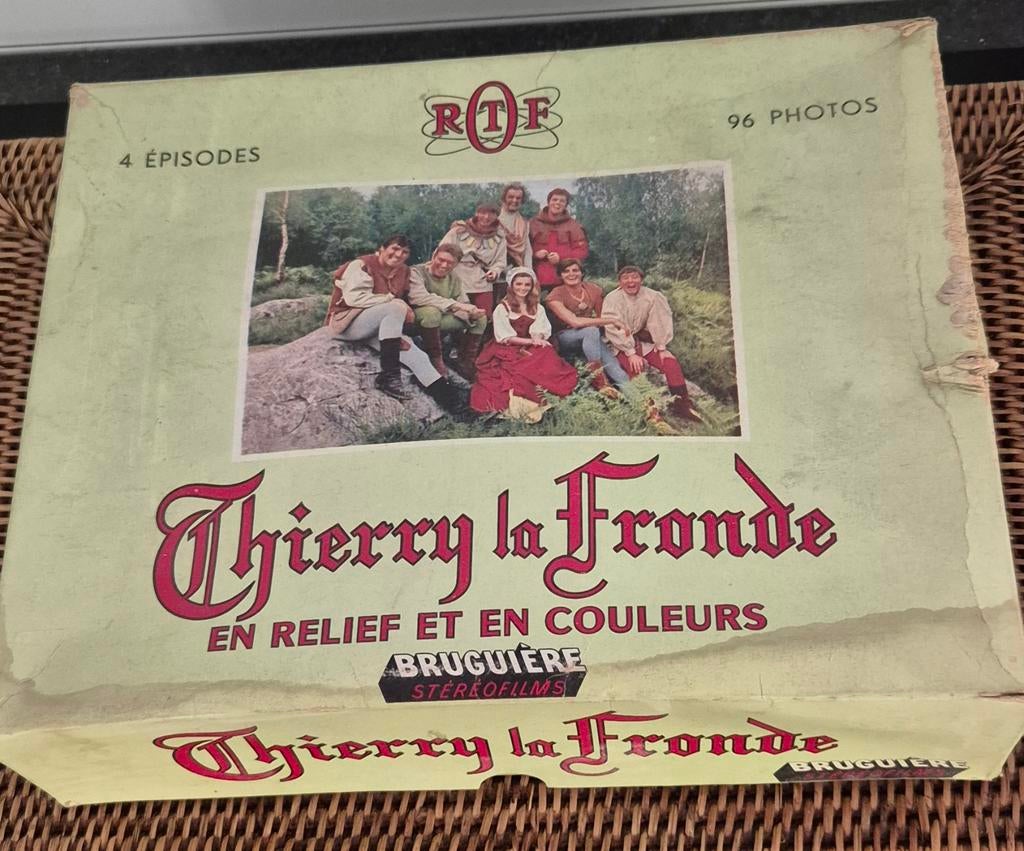 RTF
4 ÉPISODES
96 PHOTOS
Thierry la Fronde
EN RELIEF ET EN COULEURS
BRUGUIÈRE
STÉRÉOFILMS
Thierry la Fronde
BRUGUIÈRE